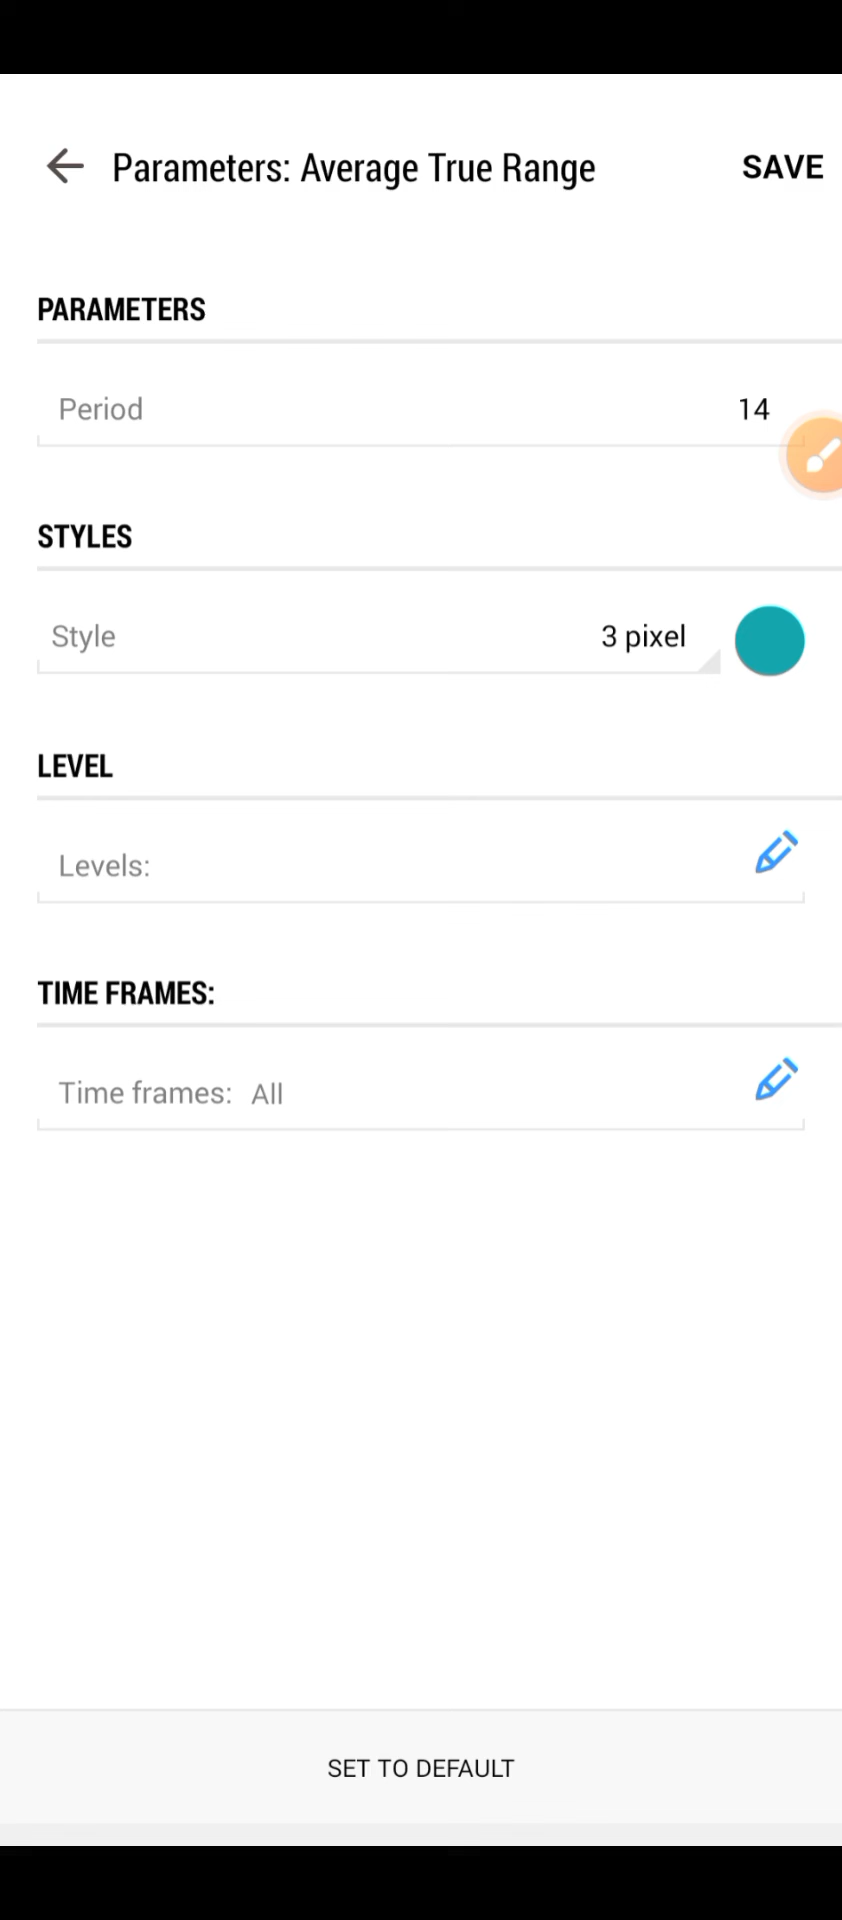 Parameters: Average True Range SAVE
PARAMETERS
Period 14
STYLES
Style 3 pixel
LEVEL
Levels:
TIME FRAMES:
Time frames: All
SET TO DEFAULT